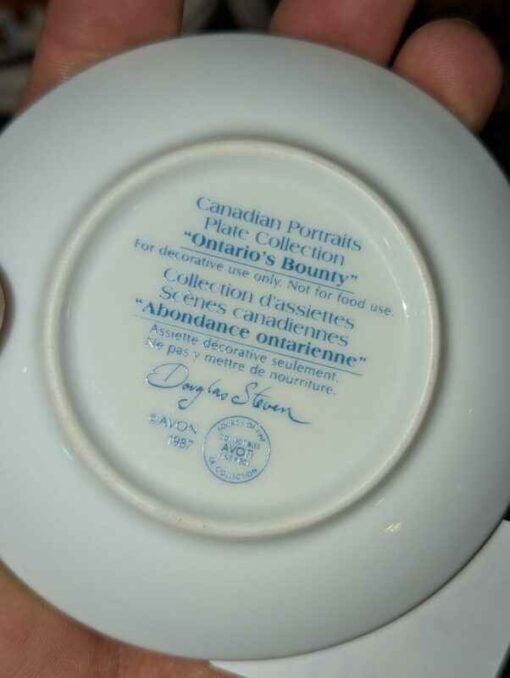 Canadian Portraits
Plate Collection
"Ontario's Bounty"
For decorative use only. Not for food use.
Collection d'assiettes
Scènes canadiennes
"Abondance ontarienne"
Assiette décorative seulement.
Ne pas y mettre de nourriture.
Douglas Steven
©AVON
1987
AVON